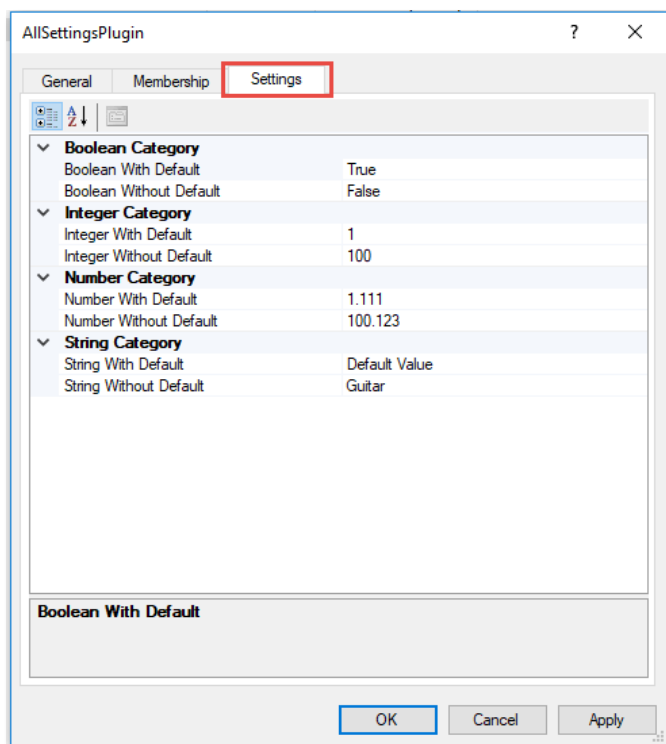 AllSettingsPlugin ?
General Membership Settings
A
Z
Boolean Category
Boolean With Default True
Boolean Without Default False
Integer Category
Integer With Default 1
Integer Without Default 100
Number Category
Number With Default 1.111
Number Without Default 100.123
String Category
String With Default Default Value
String Without Default Guitar
Boolean With Default
OK Cancel Apply